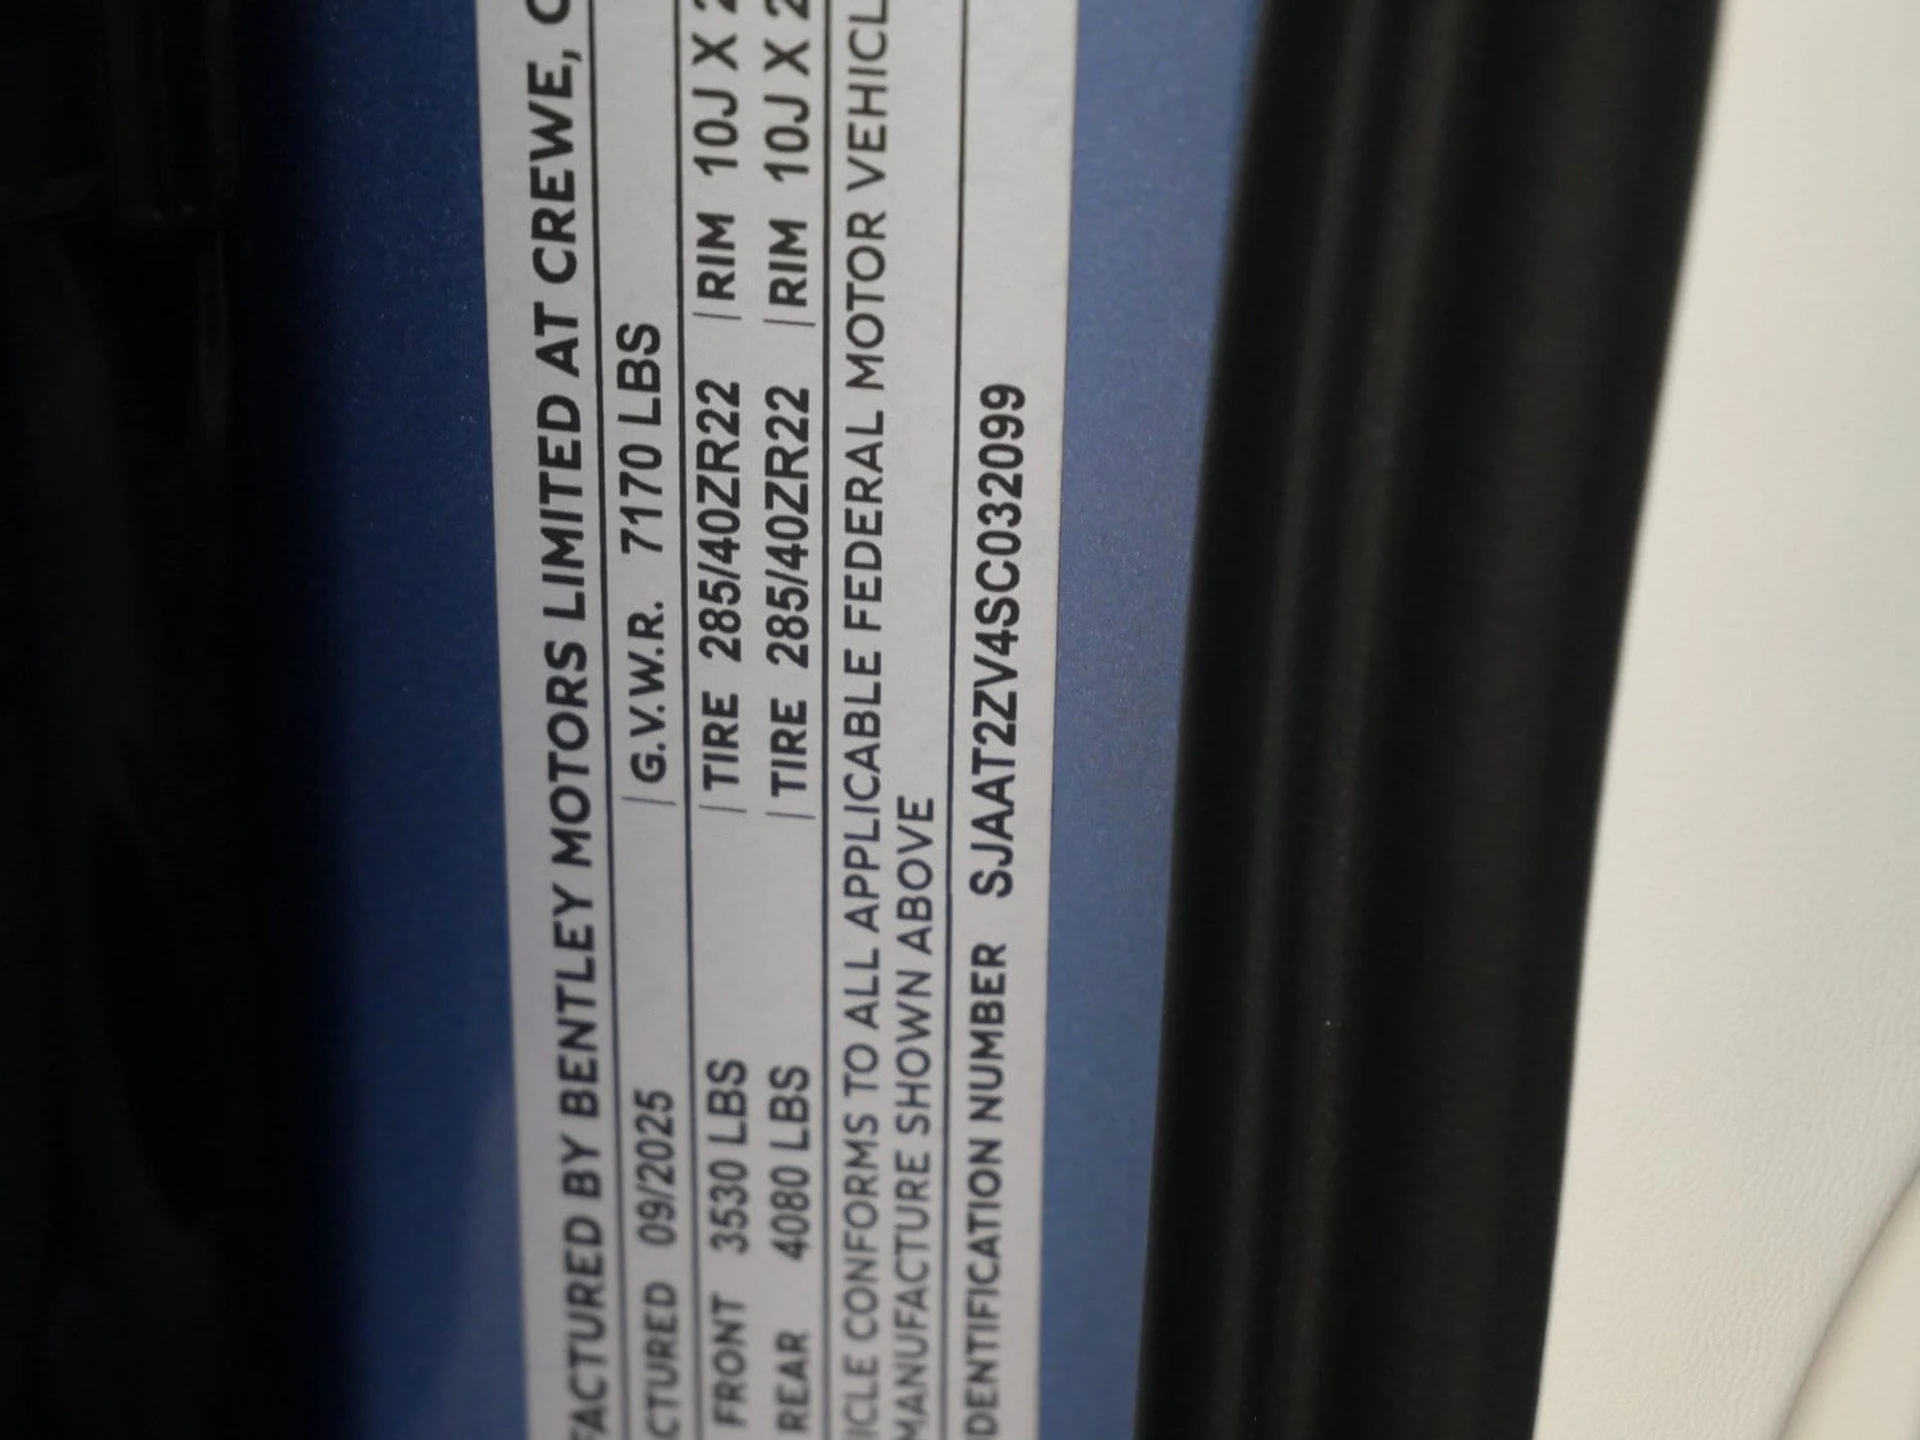 FACTURED BY BENTLEY MOTORS LIMITED AT CREWE, C
CTURED 09/2025 | G.V.W.R. 7170 LBS
FRONT 3530 LBS | TIRE 285/40ZR22 | RIM 10J X 2
REAR 4080 LBS | TIRE 285/40ZR22 | RIM 10J X 2
ICLE CONFORMS TO ALL APPLICABLE FEDERAL MOTOR VEHICL
MANUFACTURE SHOWN ABOVE
IDENTIFICATION NUMBER SJAAT2ZV4SC032099